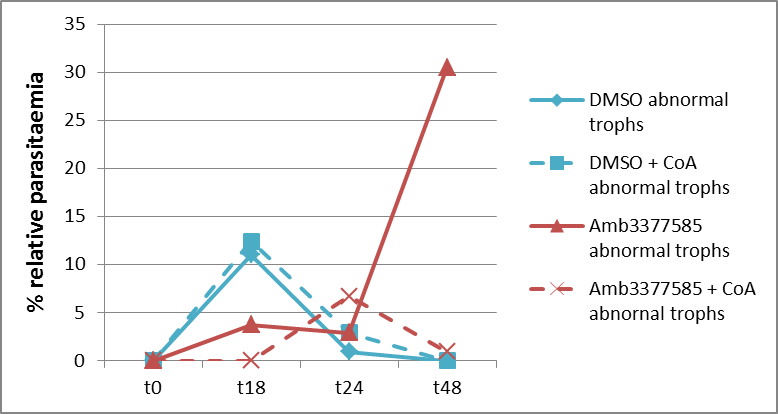 35
30
25
20
15
10
5
0
% relative parasitaemia
t0 t18 t24 t48
DMSO abnormal
trophs
DMSO + CoA
abnormal trophs
Amb3377585
abnormal trophs
Amb3377585 + CoA
abnornal trophs